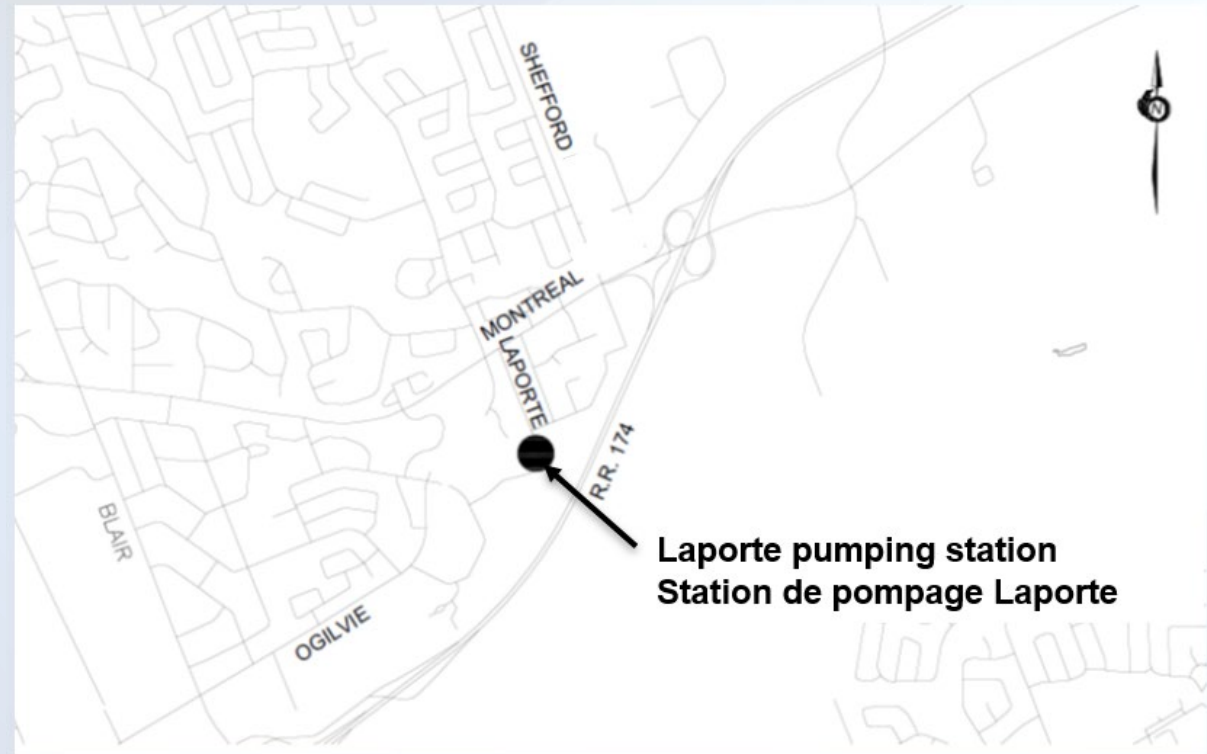 SHEFFORD
N
MONTREAL
LAPORTE
R.R. 174
BLAIR
Laporte pumping station
Station de pompage Laporte
OGILVIE